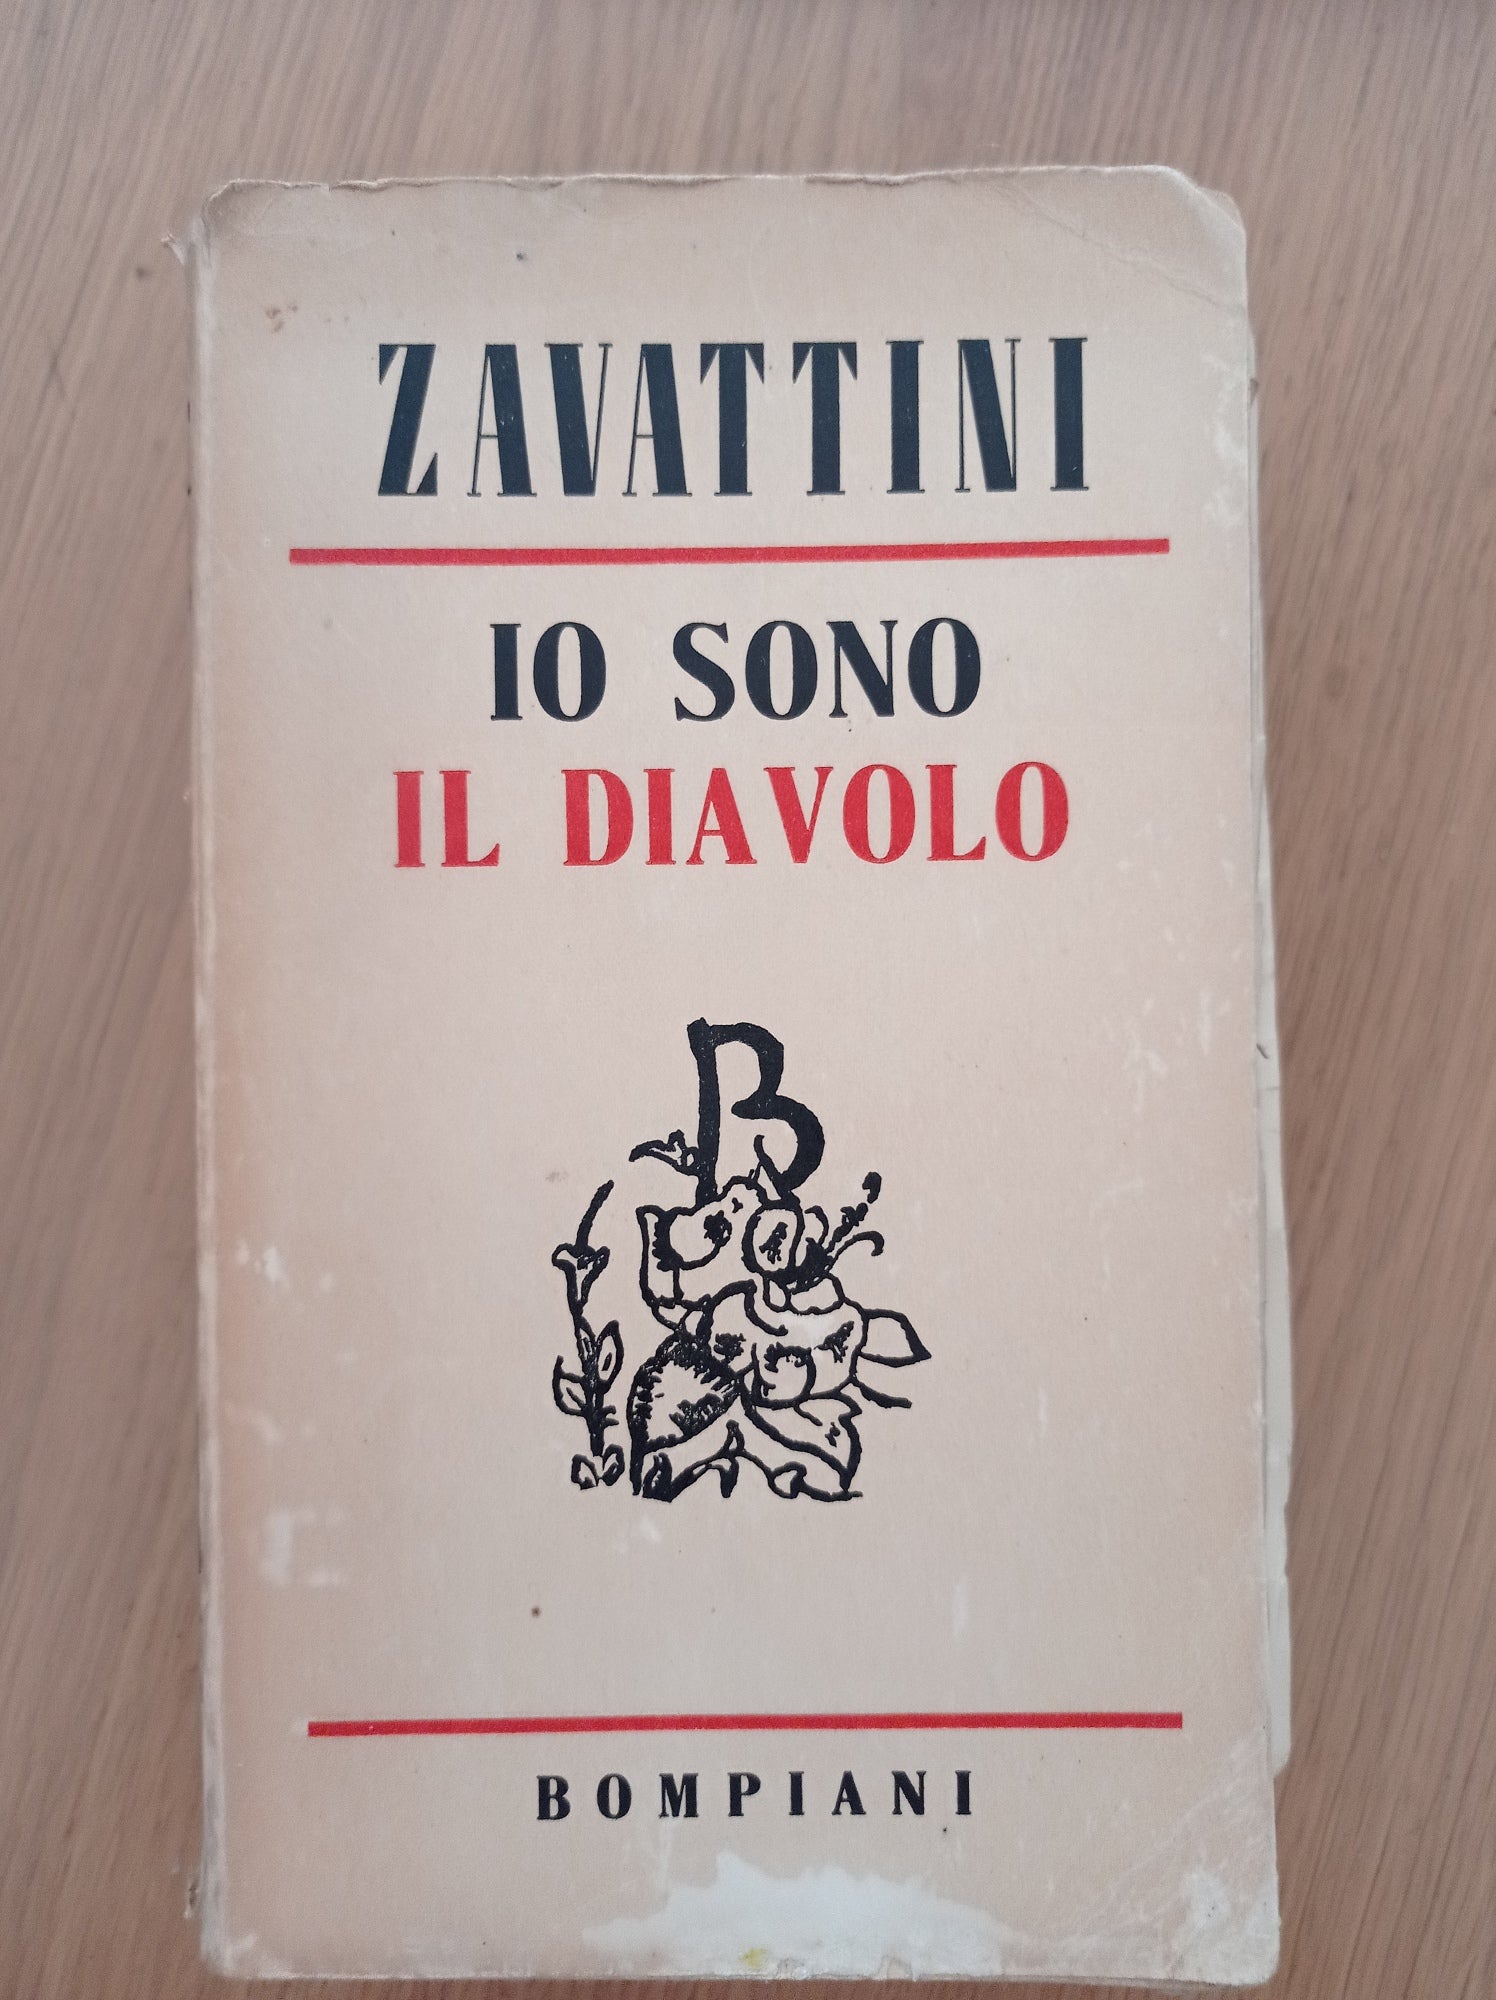 ZAVATTINI
IO SONO
IL DIAVOLO
B
BOMPIANI